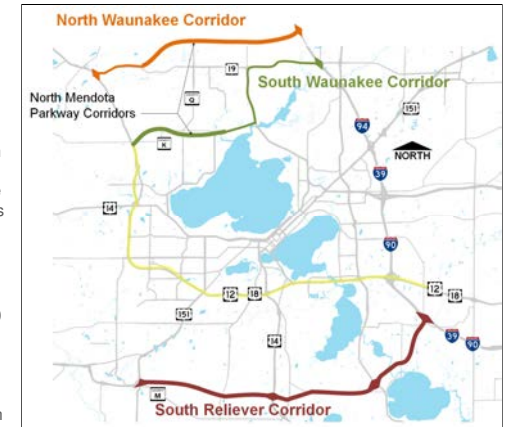 North Waunakee Corridor
19
South Waunakee Corridor
North Mendota
Parkway Corridors
Q
151
K
94
NORTH
39
14
90
12
18
12
18
151
14
39
90
M
South Reliever Corridor